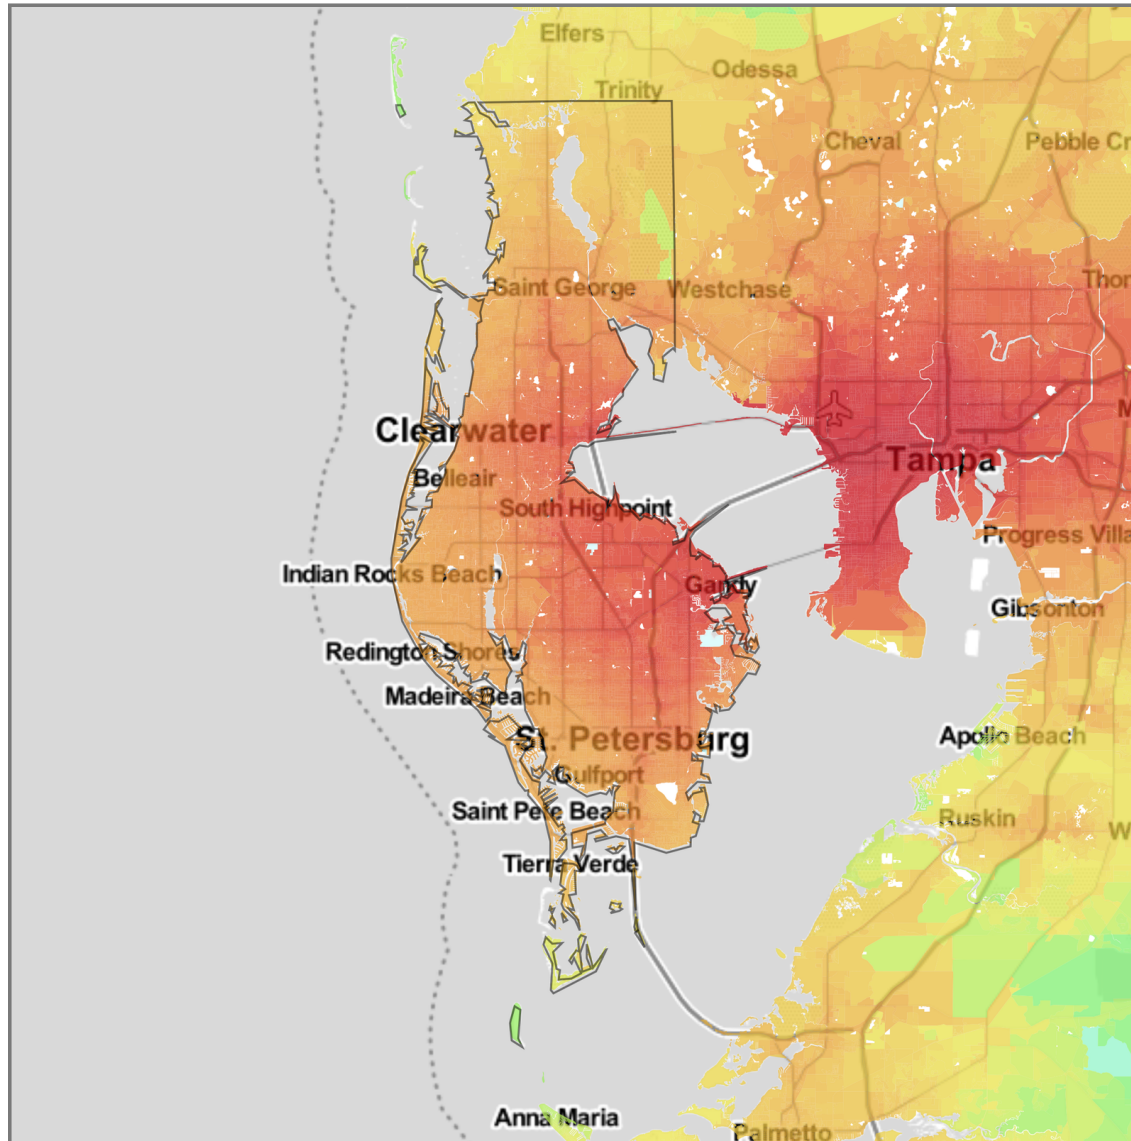 Elfers
Odessa
Trinity
Cheval
Pebble Cr
Saint George
Westchase
Thor
M
Clearwater
Tampa
Belleair
South Highpoint
Progress Villa
Indian Rocks Beach
Gandy
Gibsonton
Redington Shores
Madeira Beach
St. Petersburg
Apollo Beach
Gulfport
Saint Pete Beach
Ruskin
W
Tierra Verde
Anna Maria
Palmetto